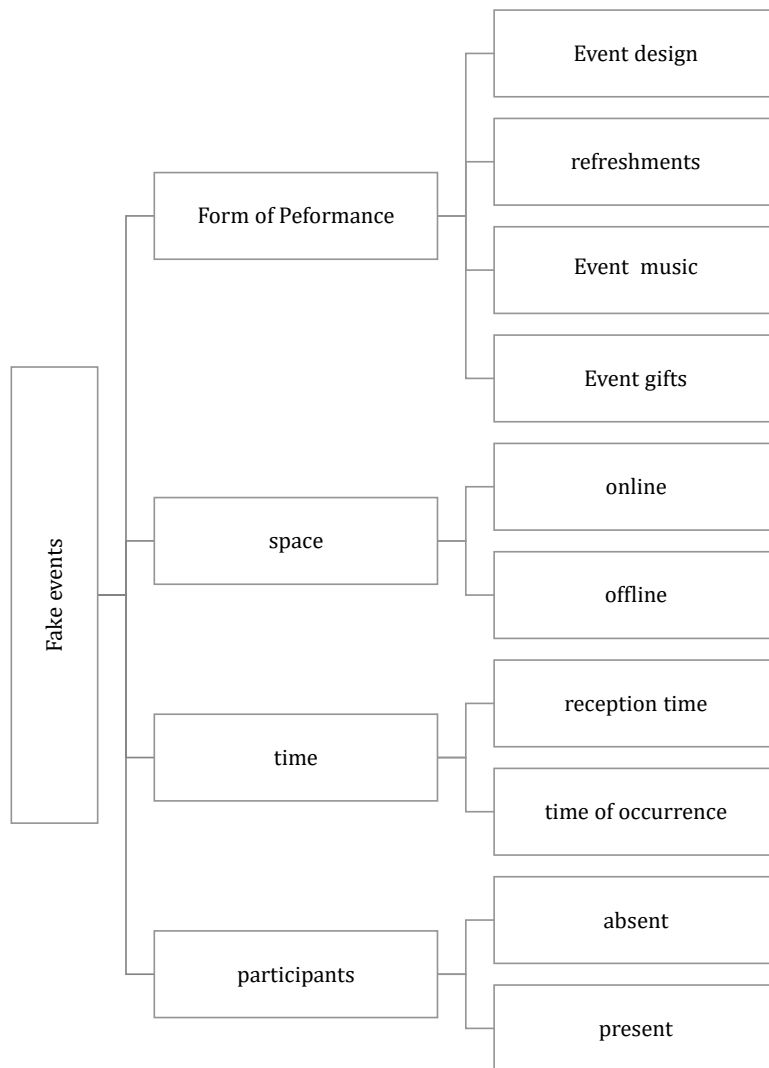 Fake events
Form of Peformance
Event design
refreshments
Event  music
Event gifts
space
online
offline
time
reception time
time of occurrence
participants
absent
present